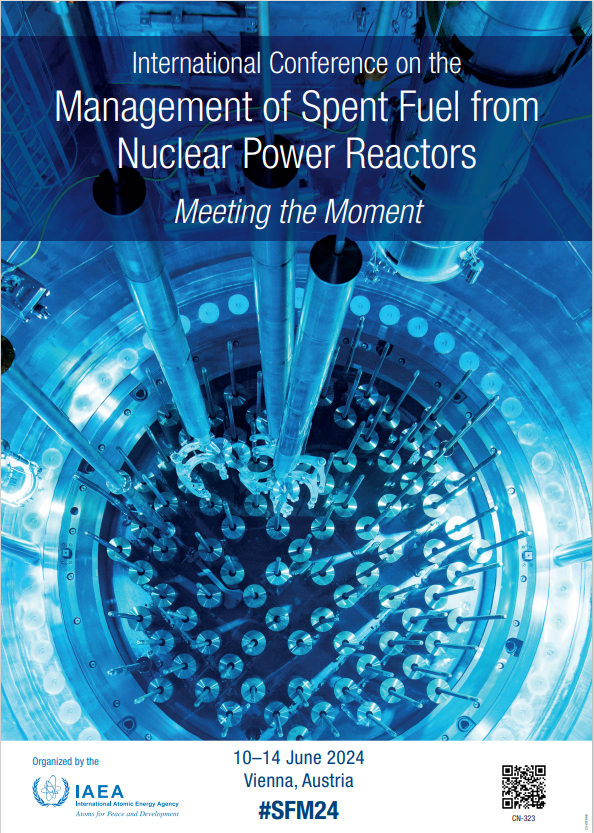 International Conference on the
Management of Spent Fuel from
Nuclear Power Reactors
Meeting the Moment
Organized by the
IAEA
International Atomic Energy Agency
Atoms for Peace and Development
10–14 June 2024
Vienna, Austria
#SFM24
CN-323